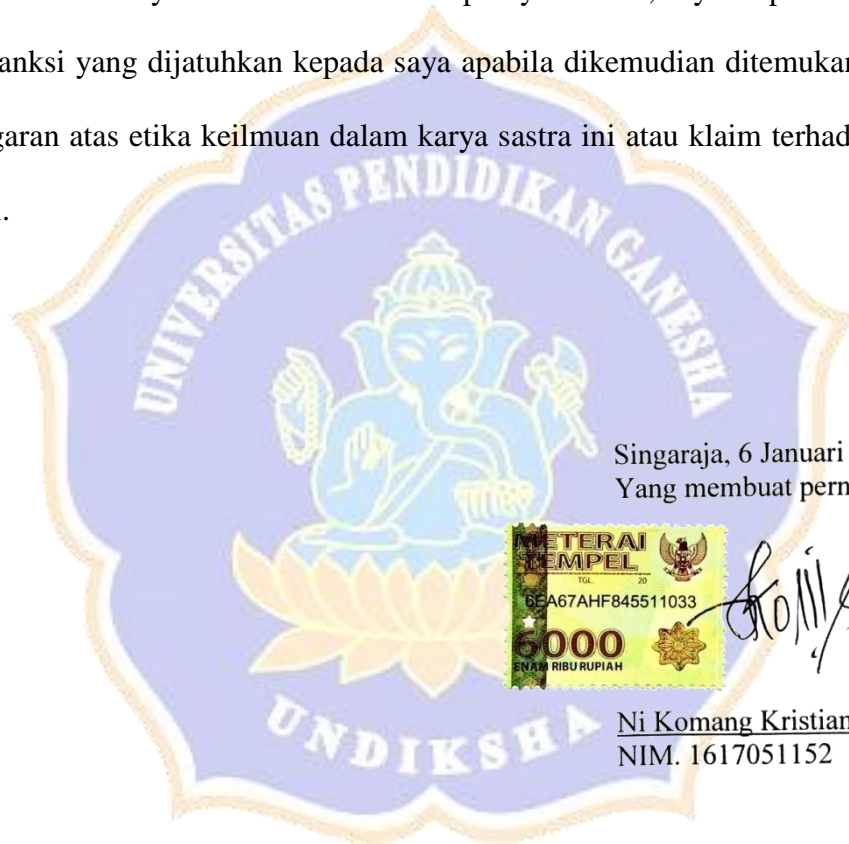 anksi yang dijatuhkan kepada saya apabila dikemudian ditemukan
garan atas etika keilmuan dalam karya sastra ini atau klaim terhad
UNIVERSITAS PENDIDIKAN GANESHA
Singaraja, 6 Januari
Yang membuat pern
METERAI
TEMPEL
TGL. 20
6EA67AHF845511033
6000
ENAM RIBU RUPIAH
UNDIKSHA
Ni Komang Kristian
NIM. 1617051152